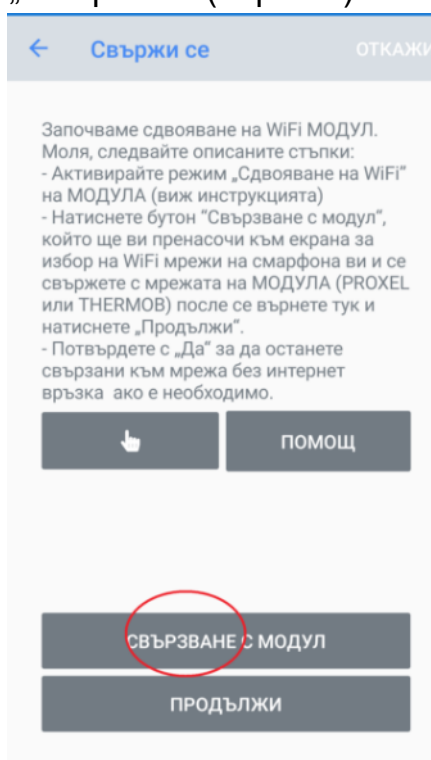 Свържи се
ОТКАЖИ
Започваме сдвояване на WiFi МОДУЛ.
Моля, следвайте описаните стъпки:
- Активирайте режим „Сдвояване на WiFi"
на МОДУЛА (виж инструкцията)
- Натиснете бутон "Свързване с модул",
който ще ви пренасочи към екрана за
избор на WiFi мрежи на смарфона ви и се
свържете с мрежата на МОДУЛА (PROXEL
или THERMOB) после се върнете тук и
натиснете „Продължи".
- Потвърдете с „Да" за да останете
свързани към мрежа без интернет
връзка ако е необходимо.
ПОМОЩ
СВЪРЗВАНЕ С МОДУЛ
ПРОДЪЛЖИ